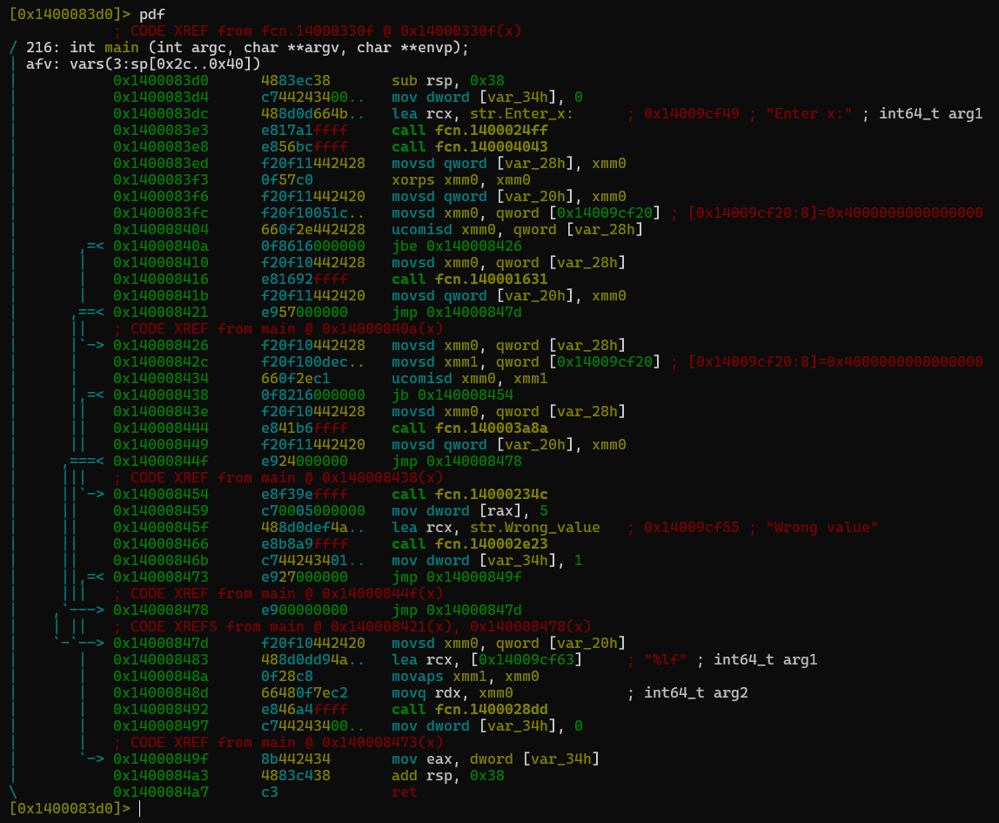 [0x1400083d0]> pdf
; CODE XREF from fcn.14000330f @ 0x14000330f(x)
/ 216: int main (int argc, char **argv, char **envp);
| afv: vars(3:sp[0x2c..0x40])
| 0x1400083d0 4883ec38 sub rsp, 0x38
| 0x1400083d4 c744243400.. mov dword [var_34h], 0
| 0x1400083dc 488d0d664b.. lea rcx, str.Enter_x: ; 0x14009cf49 ; "Enter x:" ; int64_t arg1
| 0x1400083e3 e817a1ffff call fcn.1400024ff
| 0x1400083e8 e856bcffff call fcn.140004043
| 0x1400083ed f20f11442428 movsd qword [var_28h], xmm0
| 0x1400083f3 0f57c0 xorps xmm0, xmm0
| 0x1400083f6 f20f11442420 movsd qword [var_20h], xmm0
| 0x1400083fc f20f10051c.. movsd xmm0, qword [0x14009cf20] ; [0x14009cf20:8]=0x4000000000000000
| 0x140008404 660f2e442428 ucomisd xmm0, qword [var_28h]
| ,=< 0x14000840a 0f8616000000 jbe 0x140008426
| | 0x140008410 f20f10442428 movsd xmm0, qword [var_28h]
| | 0x140008416 e81692ffff call fcn.140001631
| | 0x14000841b f20f11442420 movsd qword [var_20h], xmm0
| ,==< 0x140008421 e957000000 jmp 0x14000847d
| || ; CODE XREF from main @ 0x14000840a(x)
| |`-> 0x140008426 f20f10442428 movsd xmm0, qword [var_28h]
| | 0x14000842c f20f100dec.. movsd xmm1, qword [0x14009cf20] ; [0x14009cf20:8]=0x4000000000000000
| | 0x140008434 660f2ec1 ucomisd xmm0, xmm1
| |,=< 0x140008438 0f8216000000 jb 0x140008454
| || 0x14000843e f20f10442428 movsd xmm0, qword [var_28h]
| || 0x140008444 e841b6ffff call fcn.140003a8a
| || 0x140008449 f20f11442420 movsd qword [var_20h], xmm0
| ,===< 0x14000844f e924000000 jmp 0x140008478
| ||| ; CODE XREF from main @ 0x140008438(x)
| ||`-> 0x140008454 e8f39effff call fcn.14000234c
| || 0x140008459 c70005000000 mov dword [rax], 5
| || 0x14000845f 488d0def4a.. lea rcx, str.Wrong_value ; 0x14009cf55 ; "Wrong value"
| || 0x140008466 e8b8a9ffff call fcn.140002e23
| || 0x14000846b c744243401.. mov dword [var_34h], 1
| ||,=< 0x140008473 e927000000 jmp 0x14000849f
| ||| ; CODE XREF from main @ 0x14000844f(x)
| ,`---> 0x140008478 e900000000 jmp 0x14000847d
| | || ; CODE XREFS from main @ 0x140008421(x), 0x140008478(x)
| `-`--> 0x14000847d f20f10442420 movsd xmm0, qword [var_20h]
| | 0x140008483 488d0dd94a.. lea rcx, [0x14009cf63] ; "%lf" ; int64_t arg1
| | 0x14000848a 0f28c8 movaps xmm1, xmm0
| | 0x14000848d 66480f7ec2 movq rdx, xmm0 ; int64_t arg2
| | 0x140008492 e846a4ffff call fcn.1400028dd
| | 0x140008497 c744243400.. mov dword [var_34h], 0
| | ; CODE XREF from main @ 0x140008473(x)
| `-> 0x14000849f 8b442434 mov eax, dword [var_34h]
| 0x1400084a3 4883c438 add rsp, 0x38
\ 0x1400084a7 c3 ret
[0x1400083d0]>